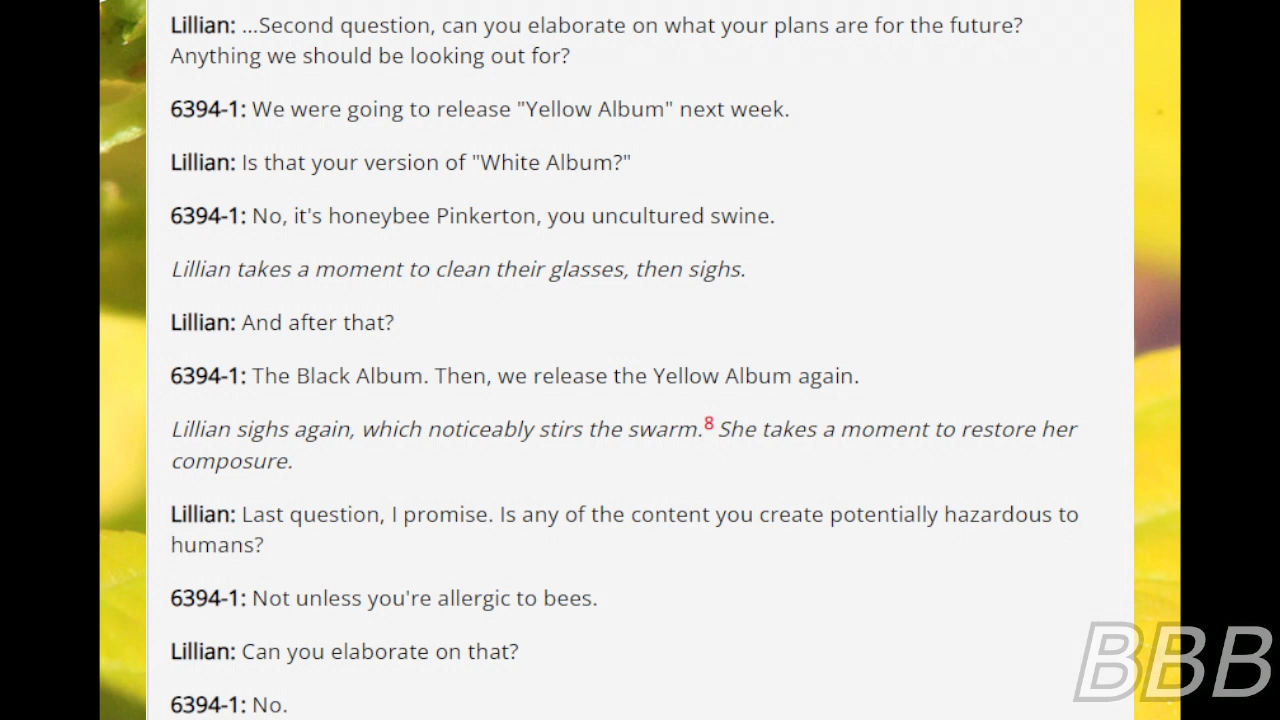 Lillian: ...Second question, can you elaborate on what your plans are for the future?
Anything we should be looking out for?
6394-1: We were going to release "Yellow Album" next week.
Lillian: Is that your version of "White Album?"
6394-1: No, it's honeybee Pinkerton, you uncultured swine.
Lillian takes a moment to clean their glasses, then sighs.
Lillian: And after that?
6394-1: The Black Album. Then, we release the Yellow Album again.
Lillian sighs again, which noticeably stirs the swarm.8 She takes a moment to restore her
composure.
Lillian: Last question, I promise. Is any of the content you create potentially hazardous to
humans?
6394-1: Not unless you're allergic to bees.
Lillian: Can you elaborate on that?
6394-1: No.
BBB